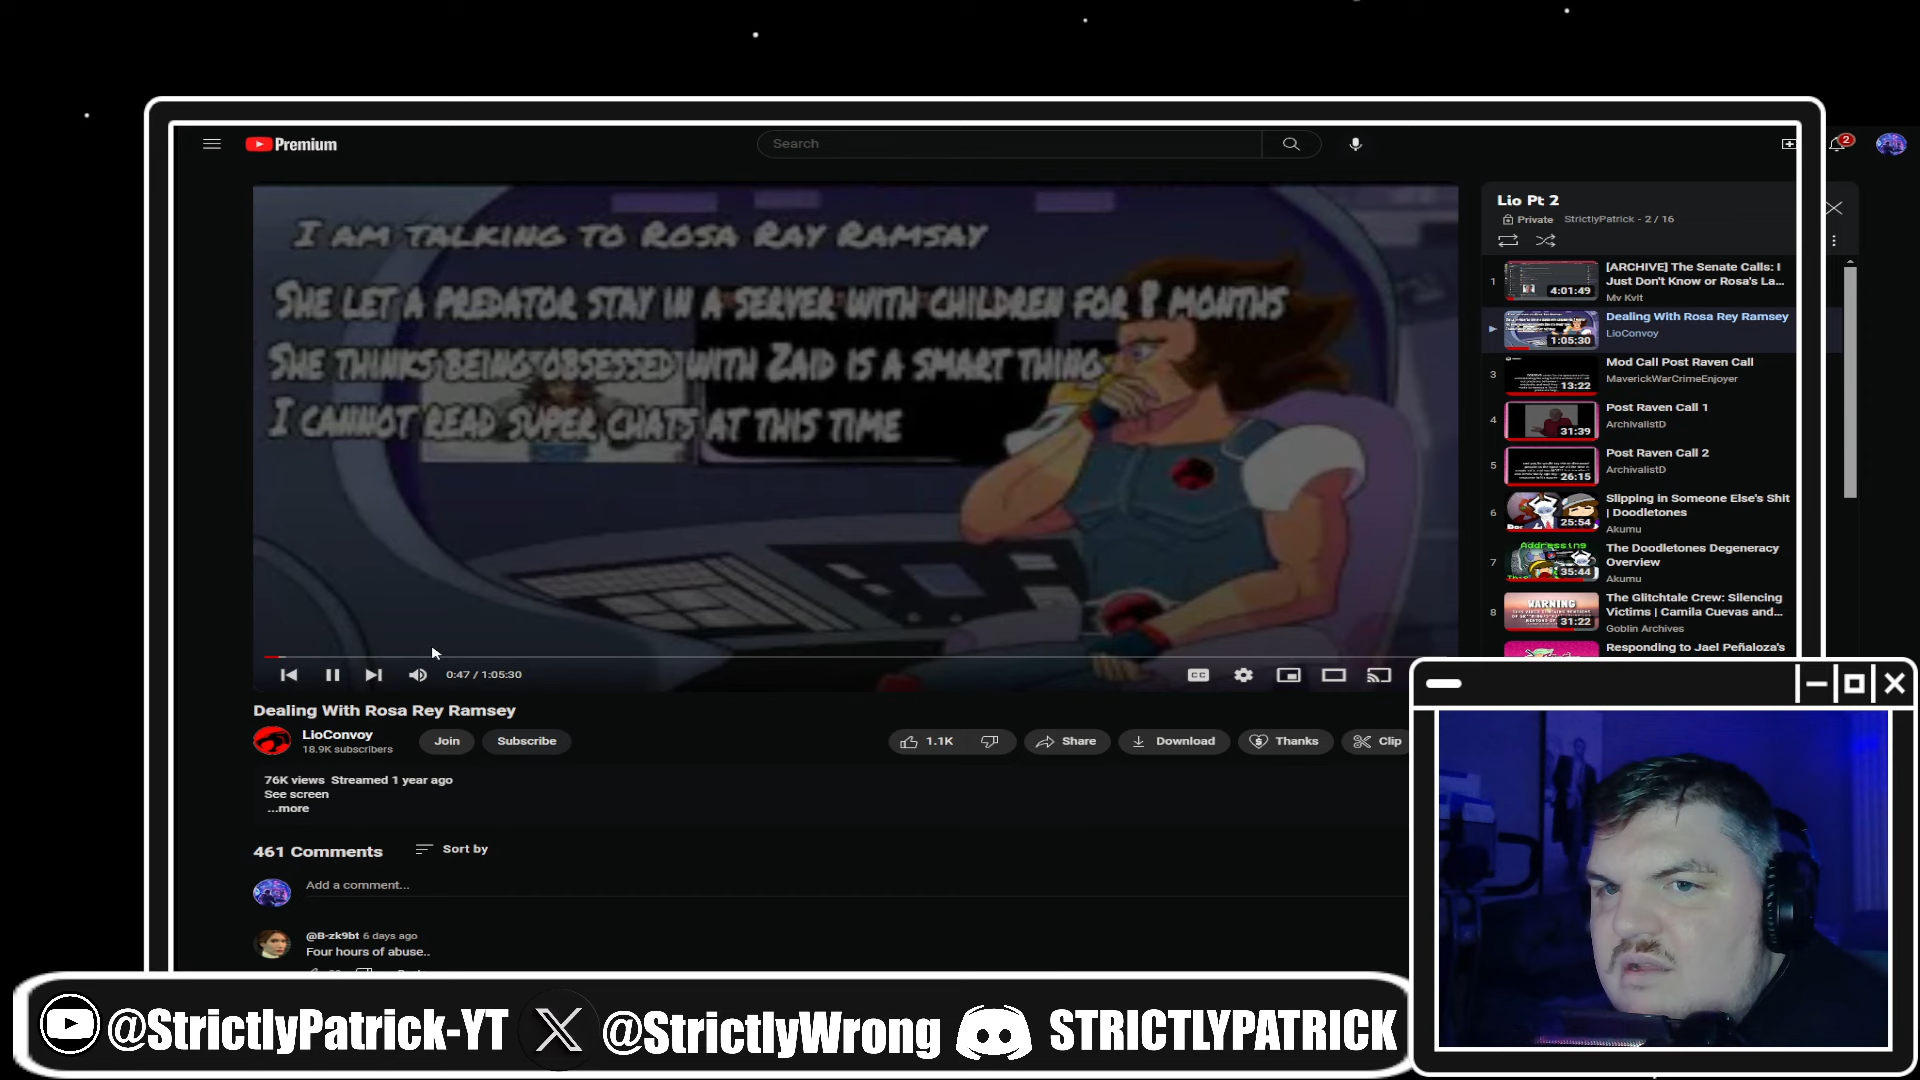 Premium
Search
2
I AM TALKING TO ROSA RAY RAMSAY
SHE LET A PREDATOR STAY IN A SERVER WITH CHILDREN FOR 8 MONTHS
SHE THINKS BEING OBSESSED WITH ZAID IS A SMART THING
I CANNOT READ SUPER CHATS AT THIS TIME
0:47 / 1:05:30
CC
Dealing With Rosa Rey Ramsey
LioConvoy
18.9K subscribers
Join
Subscribe
1.1K
Share
Download
Thanks
Clip
76K views Streamed 1 year ago
See screen
...more
461 Comments
Sort by
Add a comment...
@B-zk9bt 6 days ago
Four hours of abuse..
Lio Pt 2
Private StrictlyPatrick - 2 / 16
1
4:01:49
[ARCHIVE] The Senate Calls: I
Just Don't Know or Rosa's La...
Mv Kvit
1:05:30
Dealing With Rosa Rey Ramsey
LioConvoy
3
13:22
Mod Call Post Raven Call
MaverickWarCrimeEnjoyer
4
31:39
Post Raven Call 1
ArchivalistD
5
26:15
Post Raven Call 2
ArchivalistD
6
25:54
Slipping in Someone Else's Shit
| Doodletones
Akumu
7
Addressing
35:44
The Doodletones Degeneracy
Overview
Akumu
8
WARNING
31:22
The Glitchtale Crew: Silencing
Victims | Camila Cuevas and...
Goblin Archives
Responding to Jael Peñaloza's
@StrictlyPatrick-YT
@StrictlyWrong
STRICTLYPATRICK